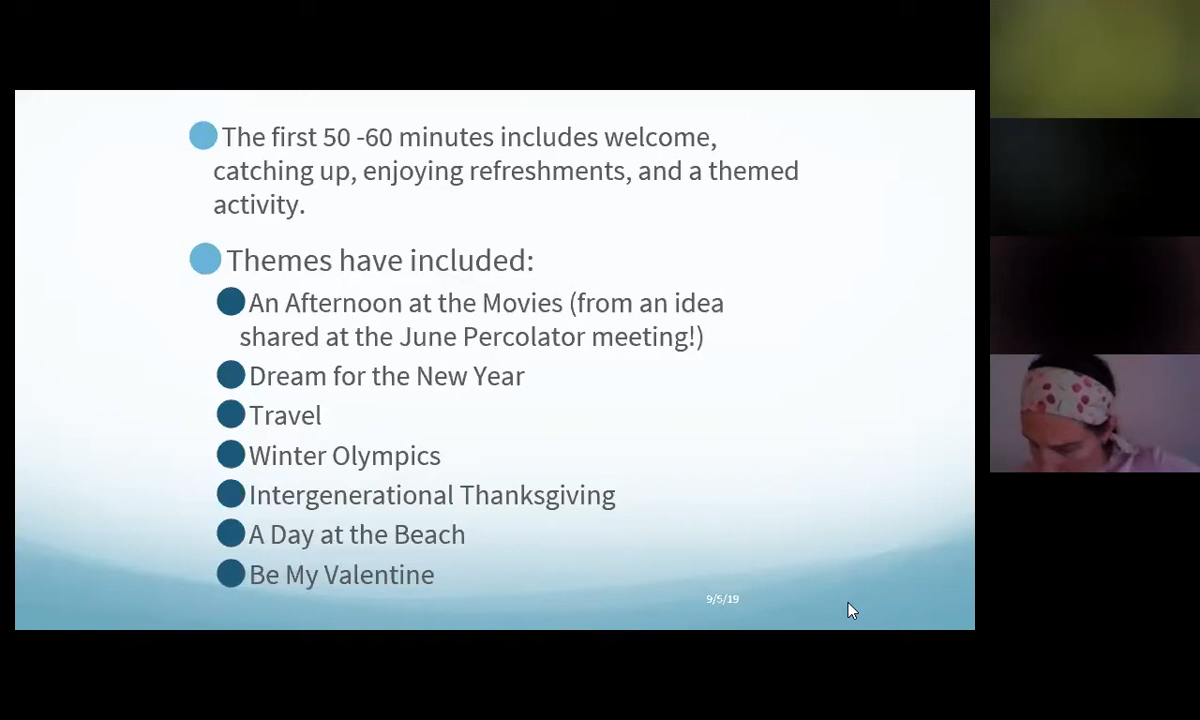 The first 50 -60 minutes includes welcome,
catching up, enjoying refreshments, and a themed
activity.
Themes have included:
An Afternoon at the Movies (from an idea
shared at the June Percolator meeting!)
Dream for the New Year
Travel
Winter Olympics
Intergenerational Thanksgiving
A Day at the Beach
Be My Valentine
9/5/19